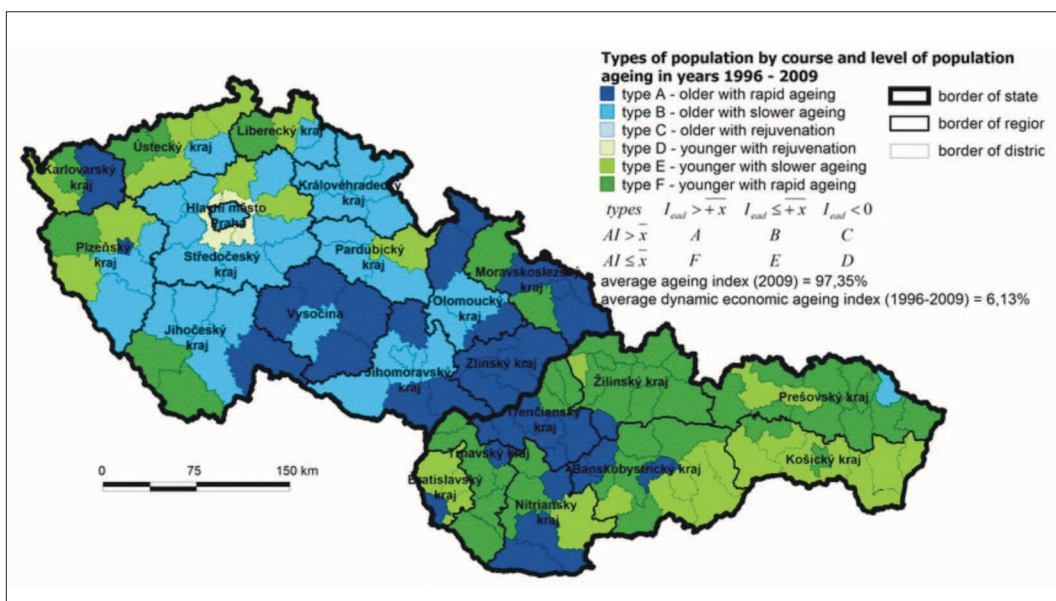 Types of population by course and level of population
ageing in years 1996 - 2009
type A - older with rapid ageing
type B - older with slower ageing
type C - older with rejuvenation
type D - younger with rejuvenation
type E - younger with slower ageing
type F - younger with rapid ageing
border of state
border of regior
border of distric
types I_ead > +x̄ I_ead ≤ +x̄ I_ead < 0
AI > x̄ A B C
AI ≤ x̄ F E D
average ageing index (2009) = 97,35%
average dynamic economic ageing index (1996-2009) = 6,13%
Liberecký kraj
Ústecký kraj
Karlovarský
kraj
Královéhradecký
kraj
Hlavní město
Praha
Plzeňský
kraj
Středočeský
kraj
Pardubický
kraj
Moravskoslezský
kraj
Olomoucký
kraj
Vysočina
Jihočeský
kraj
Jihomoravský
kraj
Zlínský kraj
Žilinský kraj
Prešovský kraj
Trenčiansky
kraj
Trnavský kraj
Banskobystrický kraj
Košický kraj
Bratislavský
kraj
Nitriansky
kraj
0 75 150 km